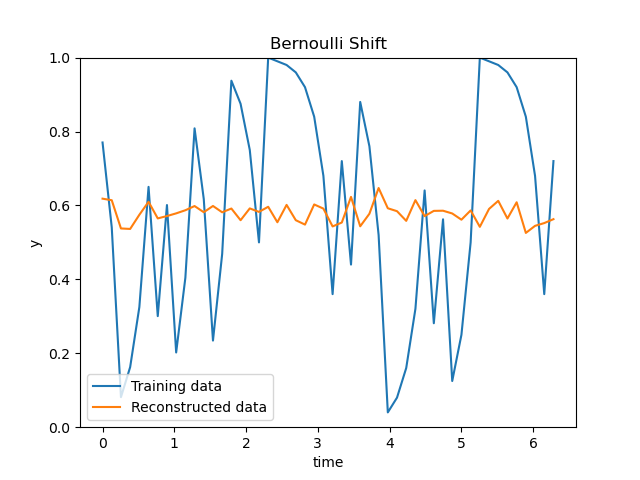 Bernoulli Shift
1.0
0.8
0.6
0.4
0.2
0.0
y
Training data
Reconstructed data
0 1 2 3 4 5 6
time